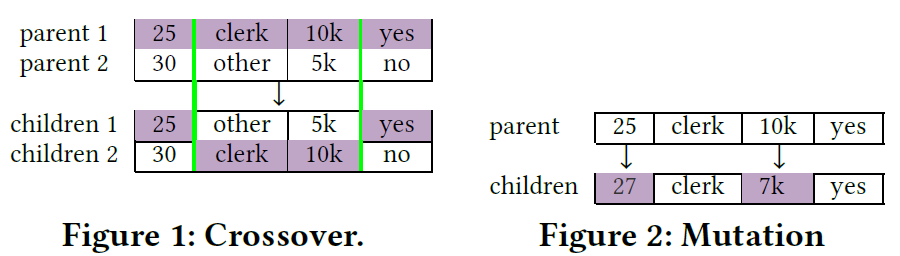 parent 1 25 clerk 10k yes
parent 2 30 other 5k no
children 1 25 other 5k yes
children 2 30 clerk 10k no
Figure 1: Crossover.
parent 25 clerk 10k yes
children 27 clerk 7k yes
Figure 2: Mutation